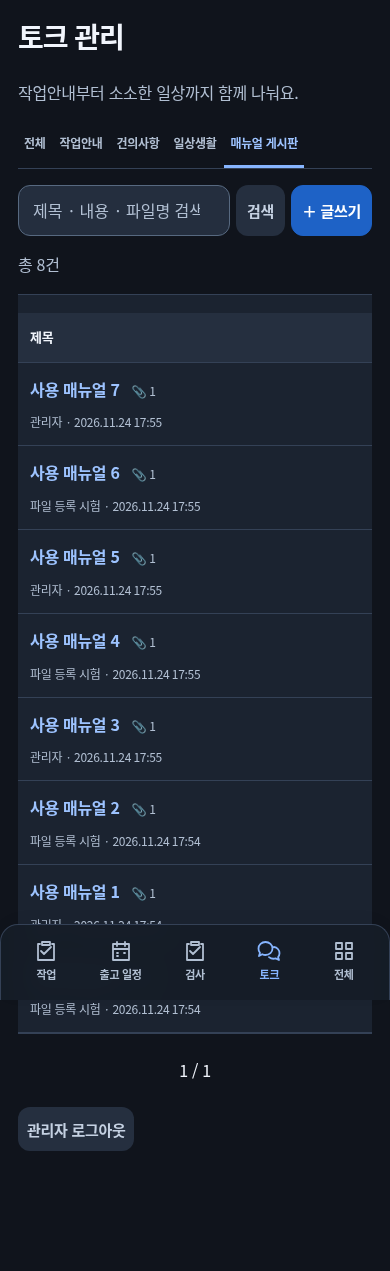 토크 관리
작업안내부터 소소한 일상까지 함께 나눠요.
전체 작업안내 건의사항 일상생활 매뉴얼 게시판
제목 · 내용 · 파일명 검색 검색 + 글쓰기
총 8건
제목
사용 매뉴얼 7 📎 1
관리자 · 2026.11.24 17:55
사용 매뉴얼 6 📎 1
파일 등록 시험 · 2026.11.24 17:55
사용 매뉴얼 5 📎 1
관리자 · 2026.11.24 17:55
사용 매뉴얼 4 📎 1
파일 등록 시험 · 2026.11.24 17:55
사용 매뉴얼 3 📎 1
관리자 · 2026.11.24 17:55
사용 매뉴얼 2 📎 1
파일 등록 시험 · 2026.11.24 17:54
사용 매뉴얼 1 📎 1
관리자 · 2026.11.24 17:54
작업 출고 일정 검사 토크 전체
파일 등록 시험 · 2026.11.24 17:54
1 / 1
관리자 로그아웃